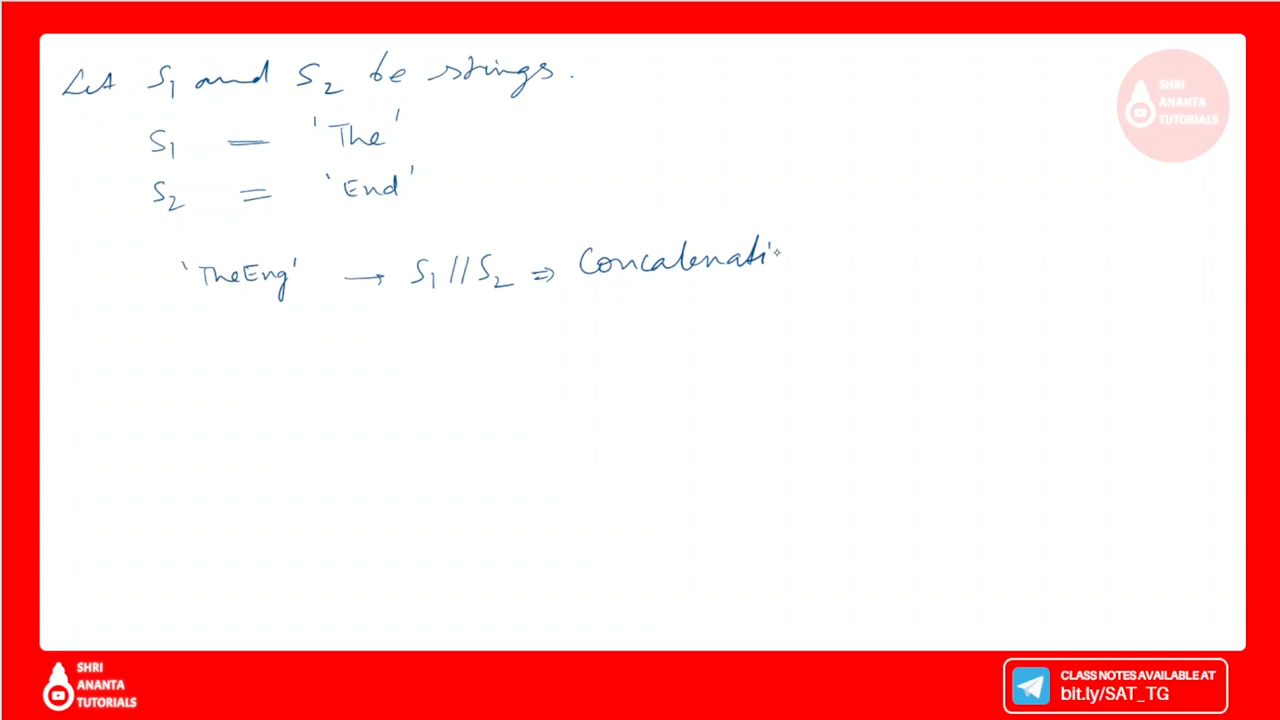 Let S1 and S2 be strings.
S1 = 'The'
S2 = 'End'
'TheEng' → S1 // S2 ⇒ Concatenati
SHRI
ANANTA
TUTORIALS
SHRI
ANANTA
TUTORIALS
CLASS NOTES AVAILABLE AT
bit.ly/SAT_TG